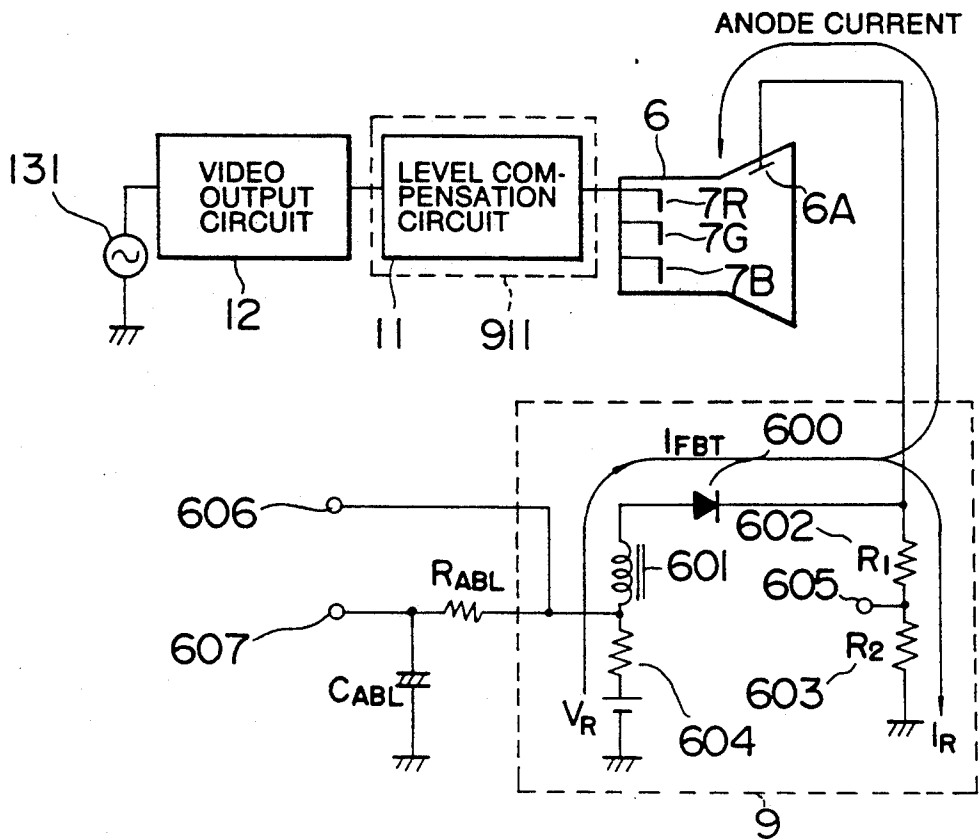 ANODE CURRENT
6
131
VIDEO
OUTPUT
CIRCUIT
LEVEL COM-
PENSATION
CIRCUIT
7R
7G
7B
6A
12
11
911
IFBT
600
606
602
R1
601
RABL
605
607
R2
603
CABL
VR
604
IR
9